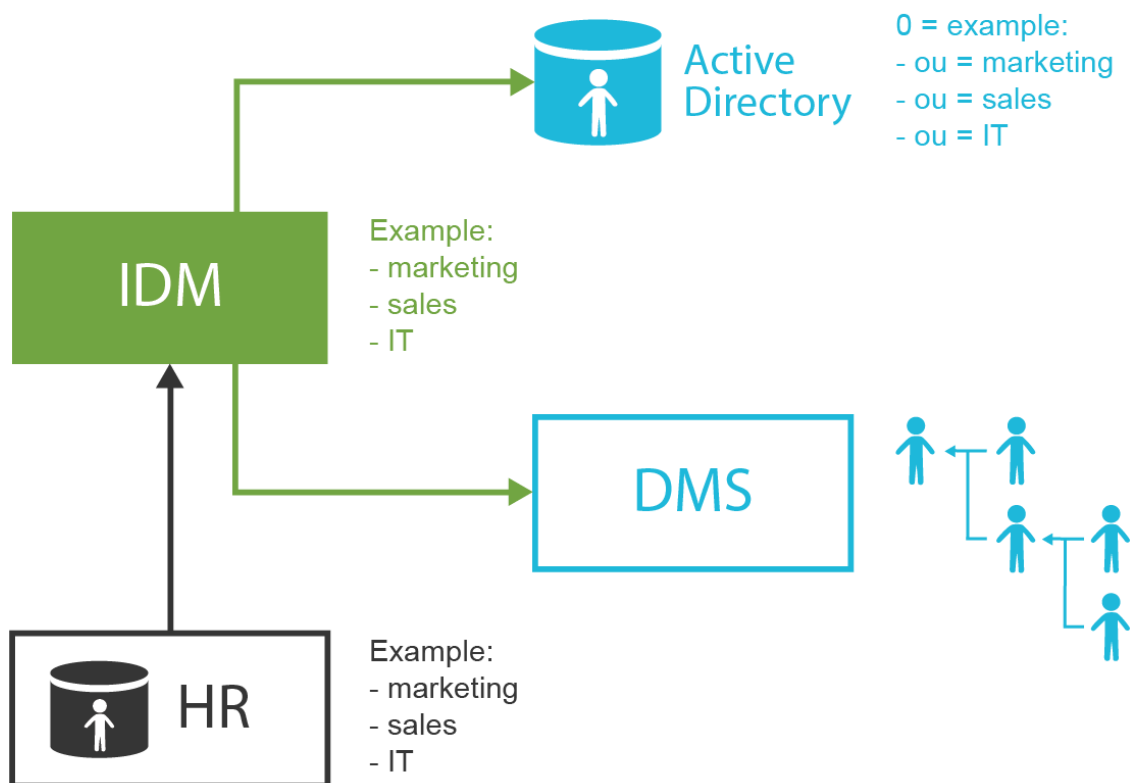 Active
Directory
0 = example:
- ou = marketing
- ou = sales
- ou = IT
IDM
Example:
- marketing
- sales
- IT
DMS
HR
Example:
- marketing
- sales
- IT